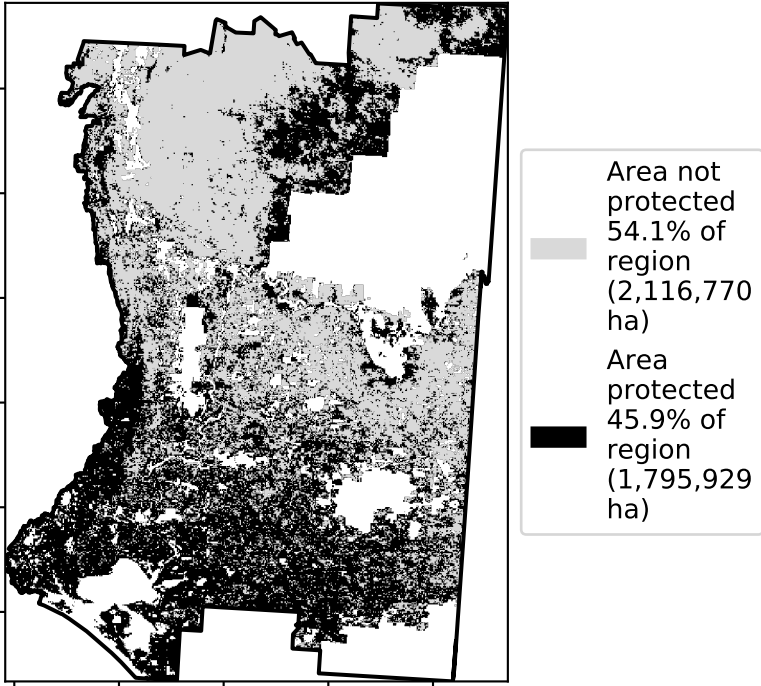 Area not
protected
54.1% of
region
(2,116,770
ha)
Area
protected
45.9% of
region
(1,795,929
ha)